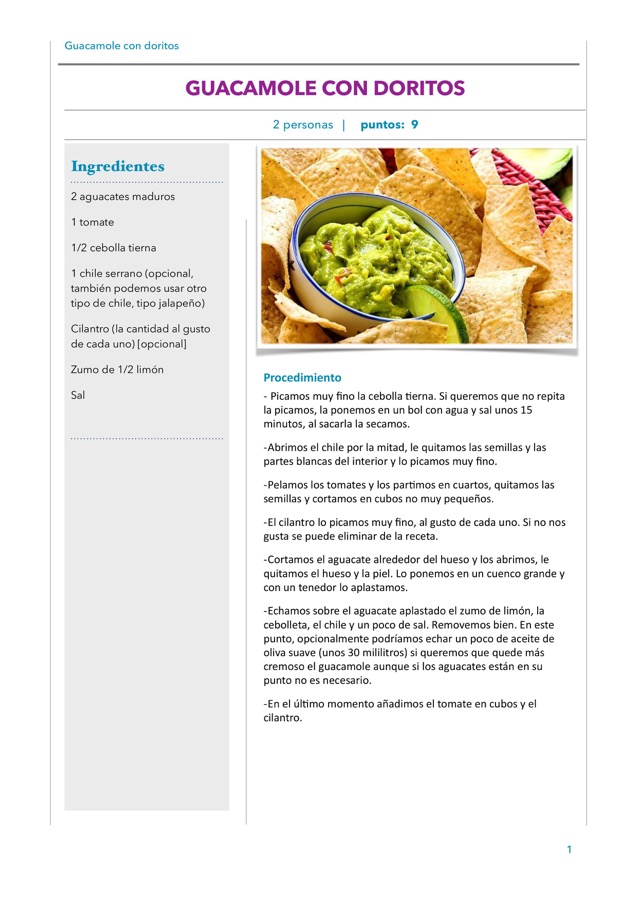 Guacamole con doritos
GUACAMOLE CON DORITOS
2 personas | puntos: 9
Ingredientes
2 aguacates maduros
1 tomate
1/2 cebolla tierna
1 chile serrano (opcional,
también podemos usar otro
tipo de chile, tipo jalapeño)
Cilantro (la cantidad al gusto
de cada uno) [opcional]
Zumo de 1/2 limón
Sal
Procedimiento
- Picamos muy fino la cebolla tierna. Si queremos que no repita
la picamos, la ponemos en un bol con agua y sal unos 15
minutos, al sacarla la secamos.
-Abrimos el chile por la mitad, le quitamos las semillas y las
partes blancas del interior y lo picamos muy fino.
-Pelamos los tomates y los partimos en cuartos, quitamos las
semillas y cortamos en cubos no muy pequeños.
-El cilantro lo picamos muy fino, al gusto de cada uno. Si no nos
gusta se puede eliminar de la receta.
-Cortamos el aguacate alrededor del hueso y los abrimos, le
quitamos el hueso y la piel. Lo ponemos en un cuenco grande y
con un tenedor lo aplastamos.
-Echamos sobre el aguacate aplastado el zumo de limón, la
cebolleta, el chile y un poco de sal. Removemos bien. En este
punto, opcionalmente podríamos echar un poco de aceite de
oliva suave (unos 30 mililitros) si queremos que quede más
cremoso el guacamole aunque si los aguacates están en su
punto no es necesario.
-En el último momento añadimos el tomate en cubos y el
cilantro.
1